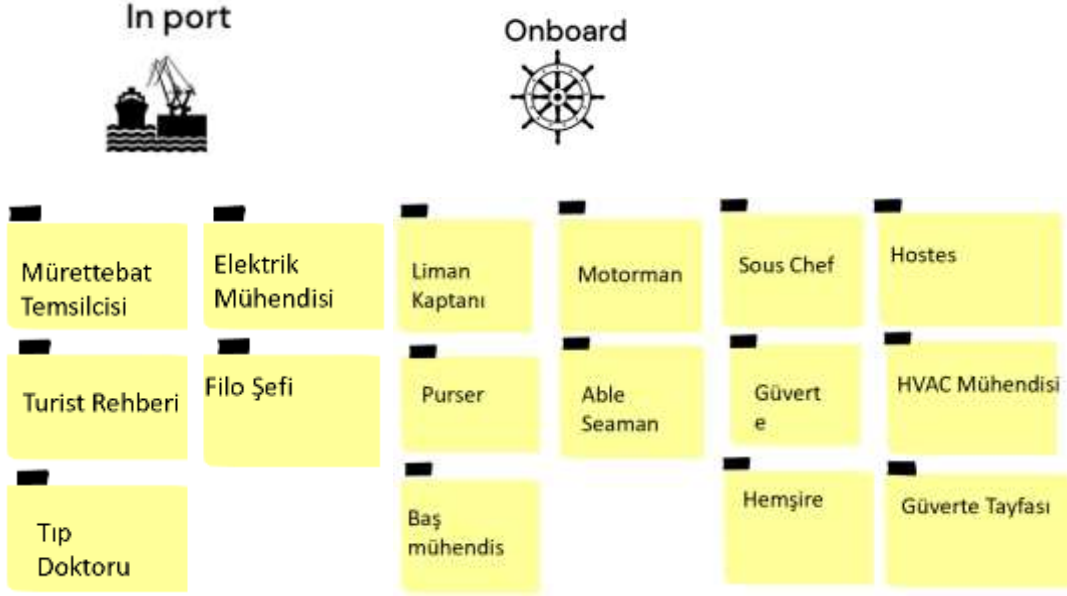 In port
Onboard
Mürettebat
Temsilcisi
Elektrik
Mühendisi
Liman
Kaptanı
Motorman
Sous Chef
Hostes
Turist Rehberi
Filo Şefi
Purser
Able
Seaman
Güvert
e
HVAC Mühendisi
Tıp
Doktoru
Baş
mühendis
Hemşire
Güverte Tayfası